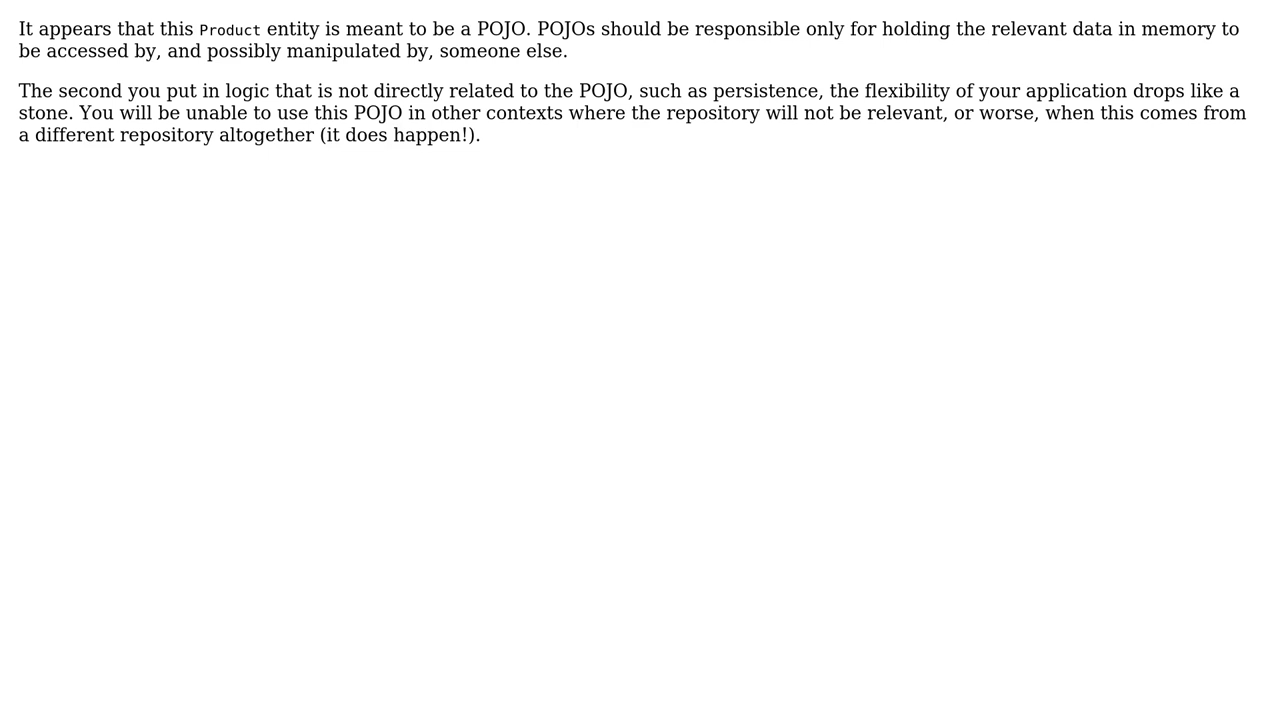 It appears that this Product entity is meant to be a POJO. POJOs should be responsible only for holding the relevant data in memory to
be accessed by, and possibly manipulated by, someone else.
The second you put in logic that is not directly related to the POJO, such as persistence, the flexibility of your application drops like a
stone. You will be unable to use this POJO in other contexts where the repository will not be relevant, or worse, when this comes from
a different repository altogether (it does happen!).